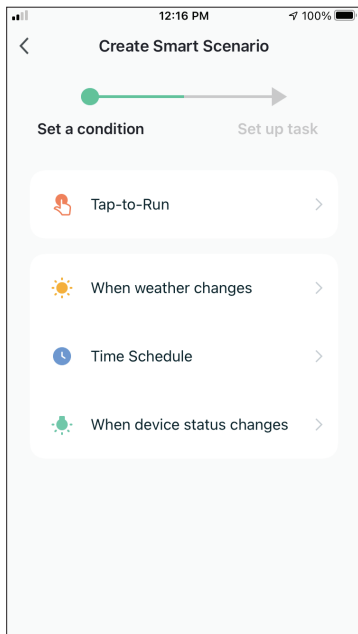 12:16 PM
100%
Create Smart Scenario
Set a condition
Set up task
Tap-to-Run
When weather changes
Time Schedule
When device status changes